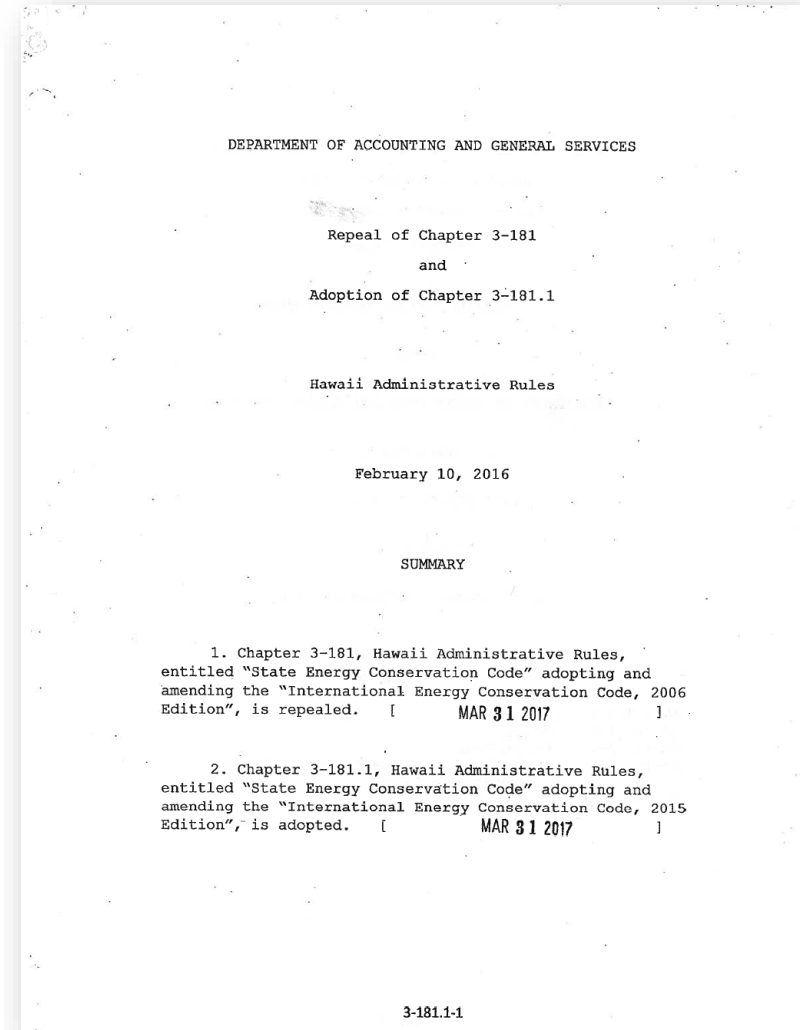 DEPARTMENT OF ACCOUNTING AND GENERAL SERVICES
Repeal of Chapter 3-181
and
Adoption of Chapter 3-181.1
Hawaii Administrative Rules
February 10, 2016
SUMMARY
1. Chapter 3-181, Hawaii Administrative Rules,
entitled “State Energy Conservation Code” adopting and
amending the “International Energy Conservation Code, 2006
Edition”, is repealed. [ MAR 31 2017 ]
2. Chapter 3-181.1, Hawaii Administrative Rules,
entitled “State Energy Conservation Code” adopting and
amending the “International Energy Conservation Code, 2015
Edition”, is adopted. [ MAR 31 2017 ]
3-181.1-1